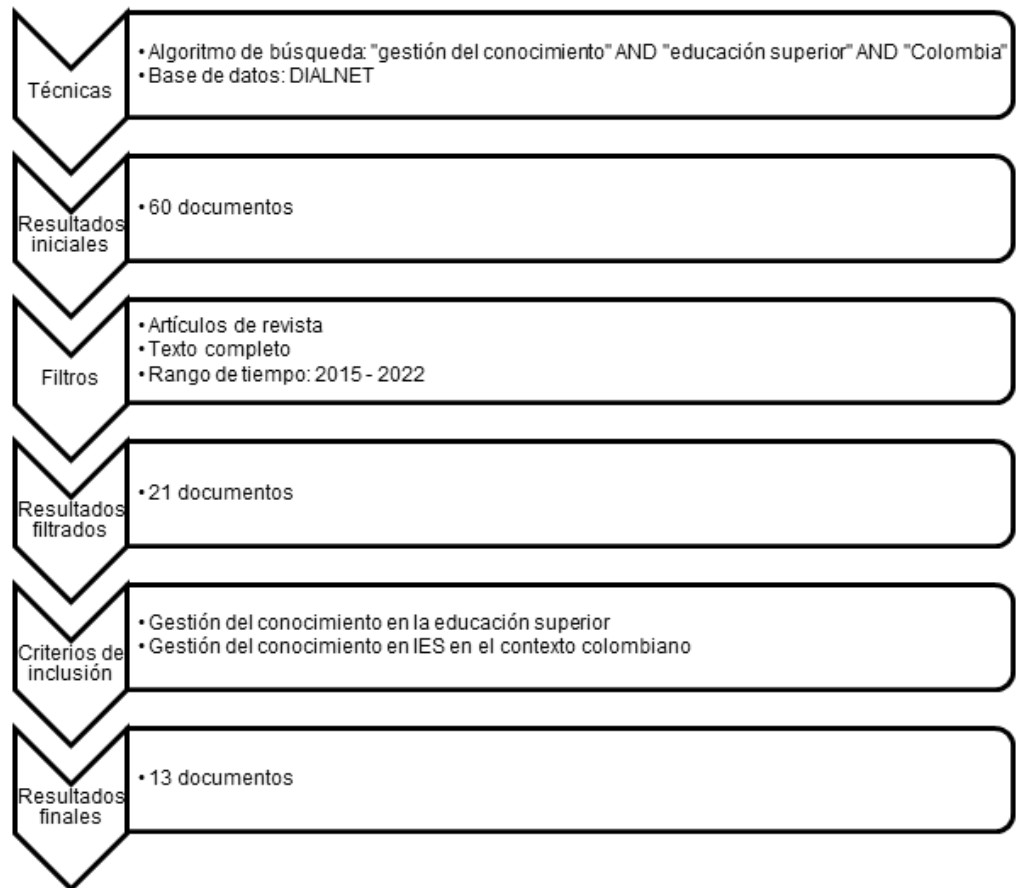 Técnicas
• Algoritmo de búsqueda: "gestión del conocimiento" AND "educación superior" AND "Colombia"
• Base de datos: DIALNET
Resultados
iniciales
• 60 documentos
Filtros
• Artículos de revista
• Texto completo
• Rango de tiempo: 2015 - 2022
Resultados
filtrados
• 21 documentos
Criterios de
inclusión
• Gestión del conocimiento en la educación superior
• Gestión del conocimiento en IES en el contexto colombiano
Resultados
finales
• 13 documentos